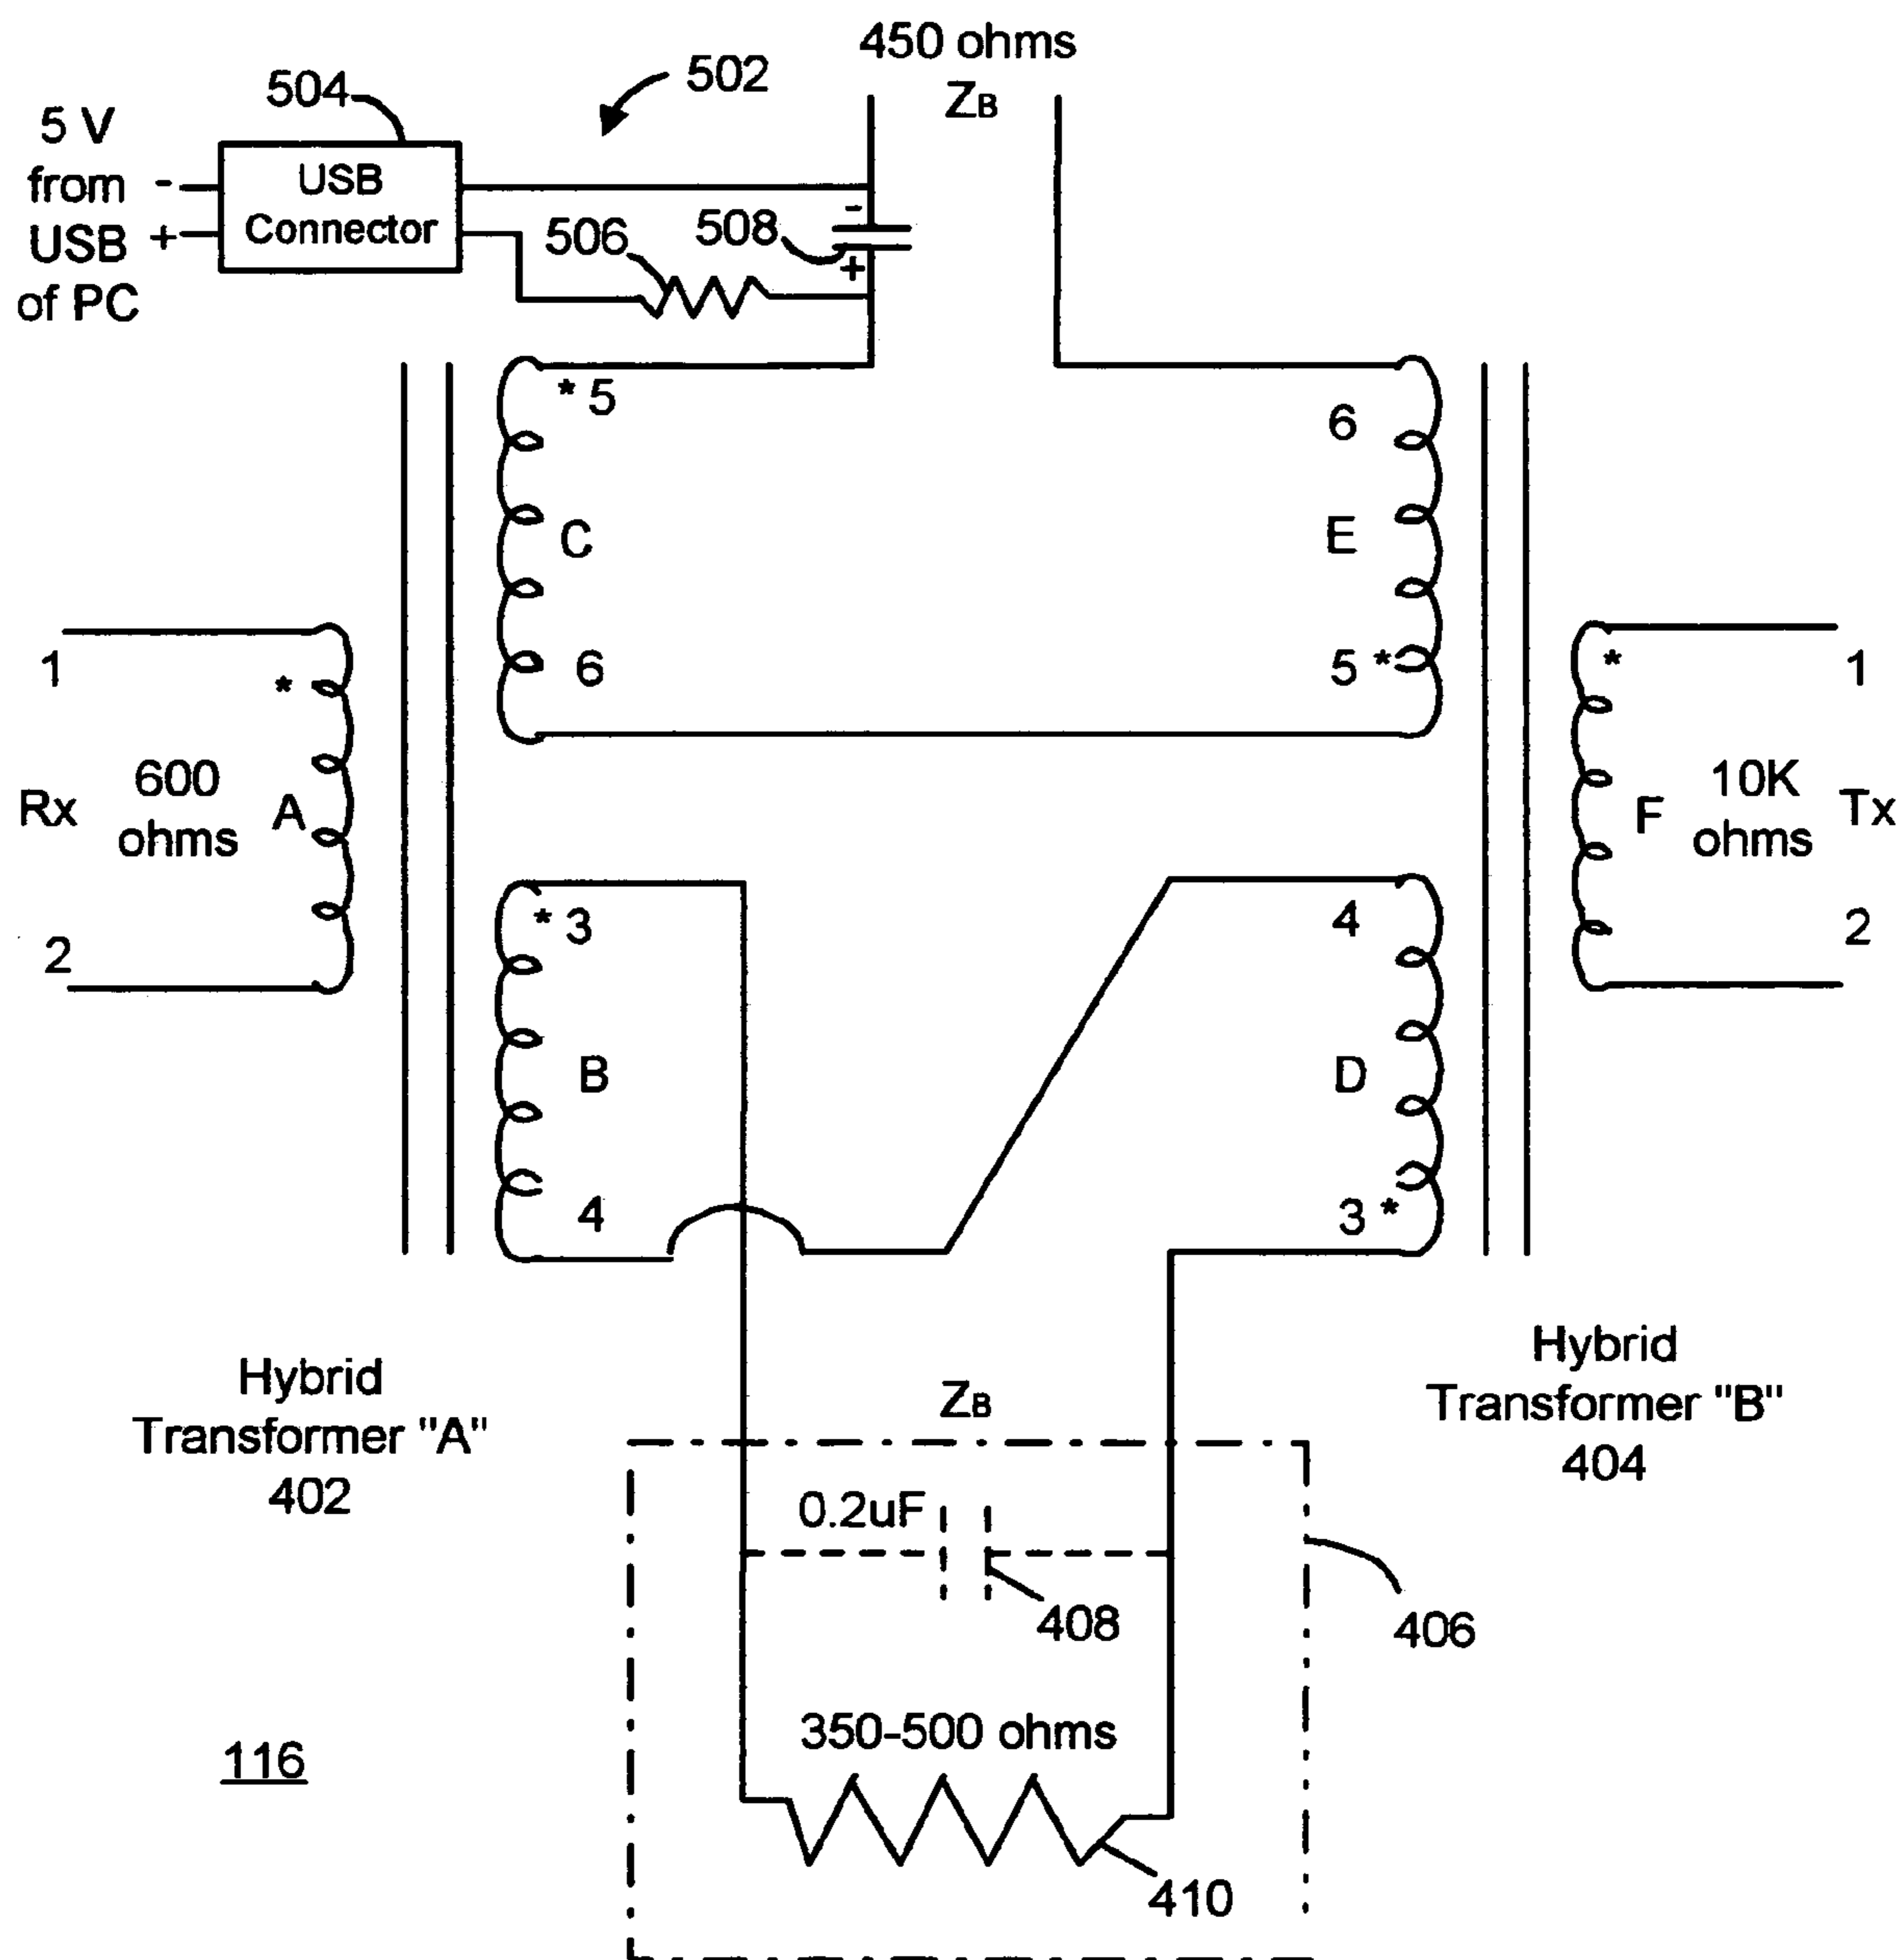 450 ohms
ZB
502
504
5 V
from -
USB +
of PC
USB
Connector
506
508
-
+
* 5
6
C
E
6
5 *
1
*
Rx
600
ohms
A
2
*
1
F
10K
ohms
Tx
2
* 3
4
B
D
4
3 *
Hybrid
Transformer "A"
402
Hybrid
Transformer "B"
404
ZB
0.2uF
408
406
350-500 ohms
410
116